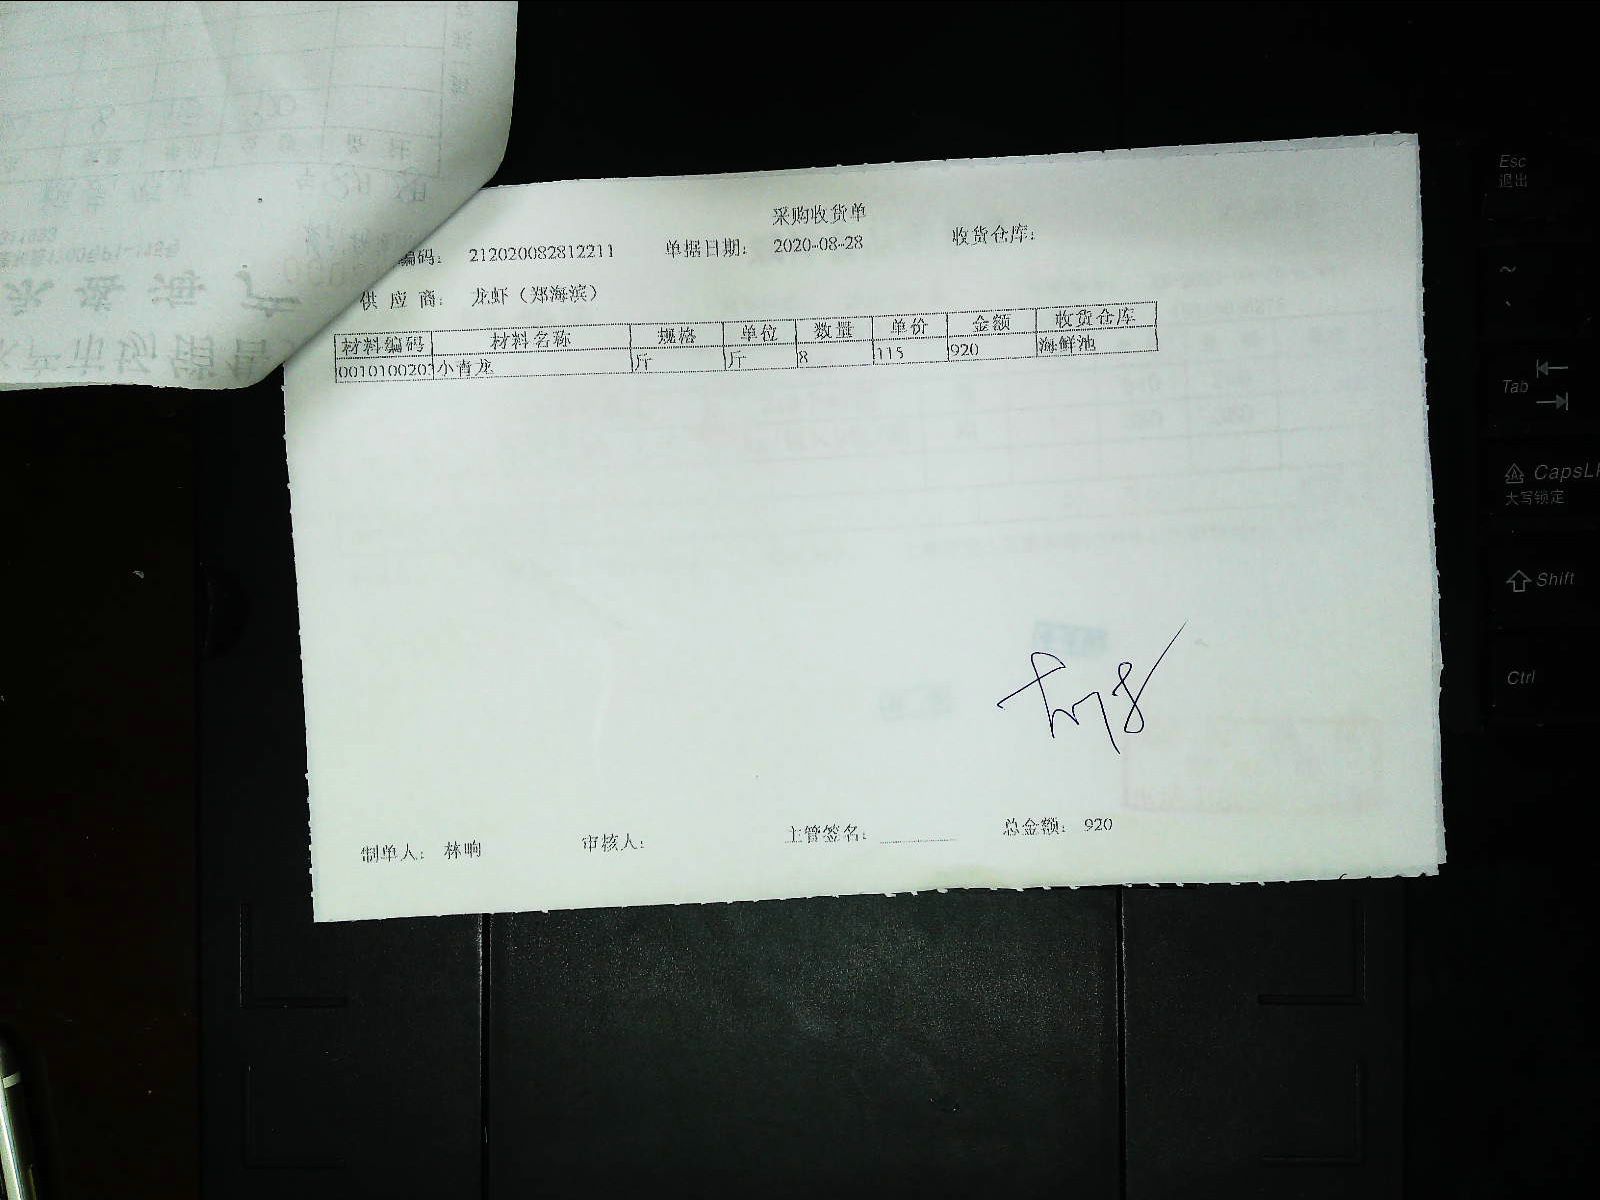 采购收货单
编码： 212020082812211 单据日期： 2020-08-28 收货仓库：
供 应 商： 龙虾（郑海滨）
材料编码 材料名称 规格 单位 数量 单价 金额 收货仓库
001010020 小青龙 斤 斤 8 115 920 海鲜池
制单人： 林响 审核人： 主管签名： 总金额： 920
Esc
退出
~
Tab
CapsL
大写锁定
Shift
Ctrl